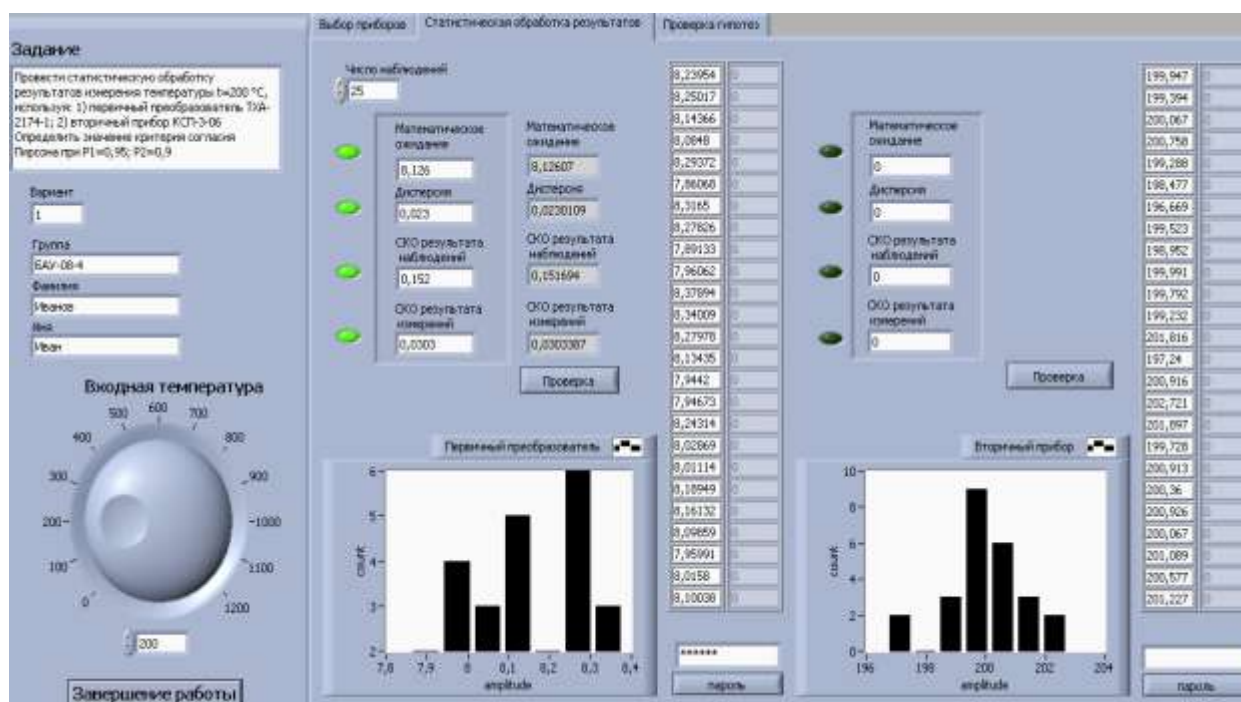 Выбор приборов
Статистическая обработка результатов
Проверка гипотез
Задание
Провести статистическую обработку
результатов измерения температуры t=200 °C,
используя: 1) первичный преобразователь ТХА-
2174-1; 2) вторичный прибор КСП-3-06
Определить значение критерия согласия
Пирсона при P1=0,95; P2=0,9
Вариант
1
Группа
БАУ-08-4
Фамилия
Иванов
Имя
Иван
Входная температура
0
100
200
300
400
500
600
700
800
900
1000
1100
1200
200
Завершение работы
Число наблюдений
25
Математическое
ожидание
8,126
Дисперсия
0,023
СКО результата
наблюдений
0,152
СКО результата
измерений
0,0303
Математическое
ожидание
8,12607
Дисперсия
0,0230109
СКО результата
наблюдений
0,151694
СКО результата
измерений
0,0303387
Проверка
Первичный преобразователь
count
6
5
4
3
2
7,8
7,9
8
8,1
8,2
8,3
8,4
amplitude
8,23954
8,25017
8,14366
8,0848
8,29372
7,86068
8,3165
8,27826
7,89133
7,96062
8,37894
8,34009
8,27978
8,13435
7,9442
7,94673
8,24314
8,02869
8,01114
8,18949
8,16132
8,09859
7,95991
8,0158
8,10038
******
пароль
Математическое
ожидание
0
Дисперсия
0
СКО результата
наблюдений
0
СКО результата
измерений
0
Проверка
Вторичный прибор
count
10
8
6
4
2
0
196
198
200
202
204
amplitude
199,947
199,394
200,067
200,758
199,288
198,477
196,669
199,523
198,952
199,991
199,792
199,232
201,816
197,24
200,916
202,721
201,897
199,728
200,913
200,36
200,926
200,067
201,089
200,577
201,227
пароль